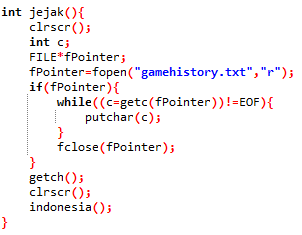 int jejak(){
clrscr();
int c;
FILE*fPointer;
fPointer=fopen("gamehistory.txt","r");
if(fPointer){
while((c=getc(fPointer))!=EOF){
putchar(c);
}
fclose(fPointer);
}
getch();
clrscr();
indonesia();
}